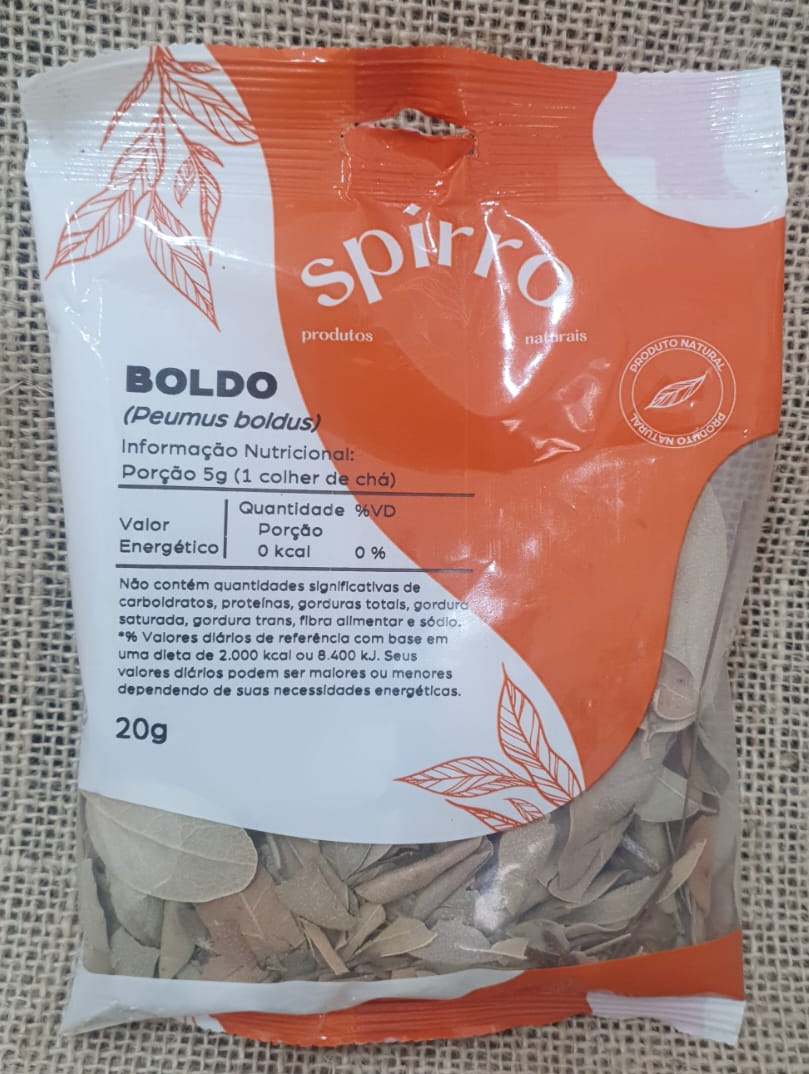 spirro
produtos naturais
PRODUTO NATURAL
PRODUTO NATURAL
BOLDO
(Peumus boldus)
Informação Nutricional:
Porção 5g (1 colher de chá)
Quantidade %VD
Valor Porção
Energético 0 kcal 0 %
Não contém quantidades significativas de
carboidratos, proteínas, gorduras totais, gordura
saturada, gordura trans, fibra alimentar e sódio.
*% Valores diários de referência com base em
uma dieta de 2.000 kcal ou 8.400 kJ. Seus
valores diários podem ser maiores ou menores
dependendo de suas necessidades energéticas.
20g